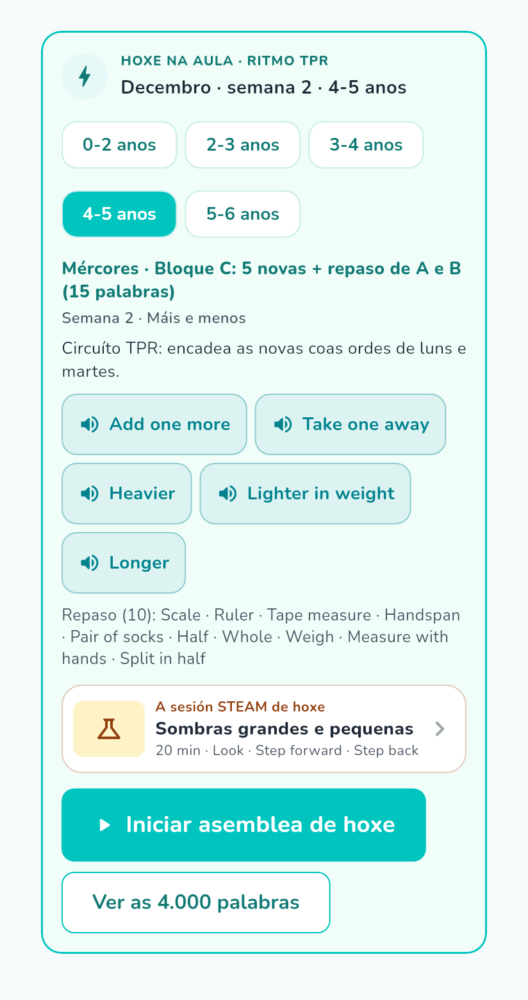 HOXE NA AULA · RITMO TPR
Decembro · semana 2 · 4-5 anos
0-2 anos
2-3 anos
3-4 anos
4-5 anos
5-6 anos
Mércores · Bloque C: 5 novas + repaso de A e B
(15 palabras)
Semana 2 · Máis e menos
Circuíto TPR: encadea as novas coas ordes de luns e
martes.
Add one more
Take one away
Heavier
Lighter in weight
Longer
Repaso (10): Scale · Ruler · Tape measure · Handspan
· Pair of socks · Half · Whole · Weigh · Measure with
hands · Split in half
A sesión STEAM de hoxe
Sombras grandes e pequenas
20 min · Look · Step forward · Step back
Iniciar asemblea de hoxe
Ver as 4.000 palabras